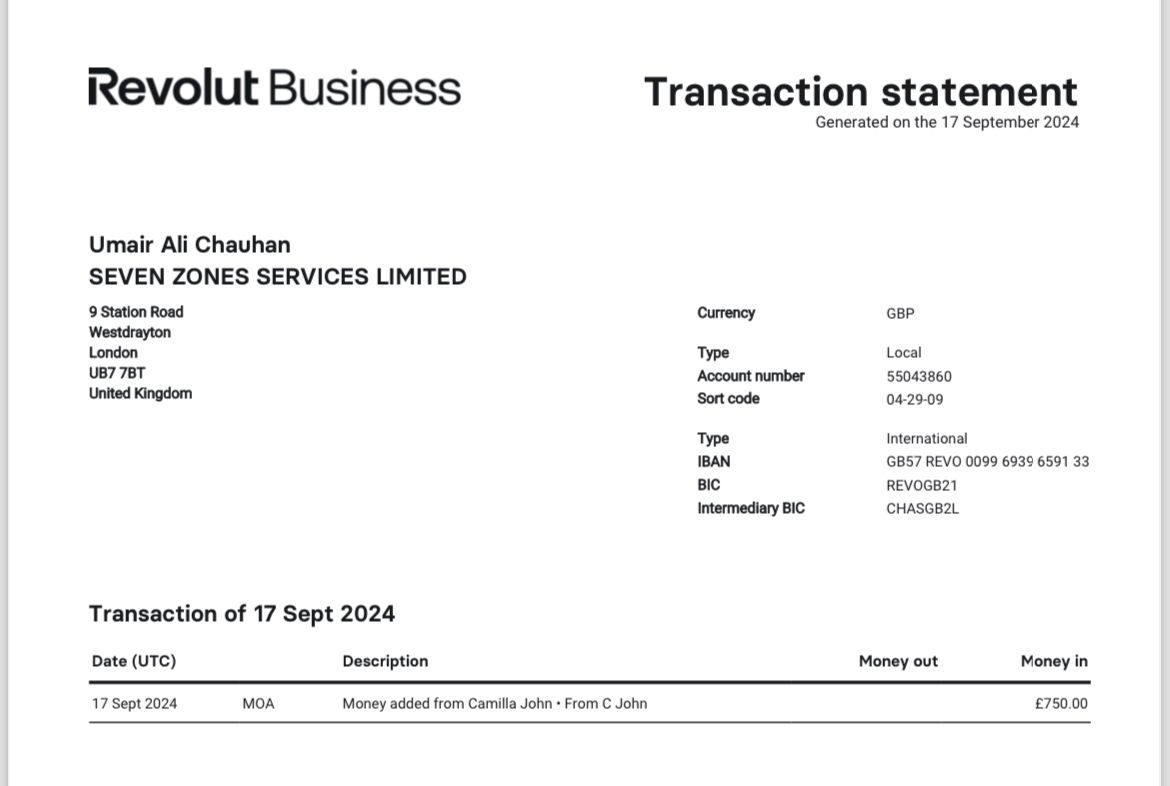 Revolut Business
Transaction statement
Generated on the 17 September 2024
Umair Ali Chauhan
SEVEN ZONES SERVICES LIMITED
9 Station Road
Westdrayton
London
UB7 7BT
United Kingdom
Currency GBP
Type Local
Account number 55043860
Sort code 04-29-09
Type International
IBAN GB57 REVO 0099 6939 6591 33
BIC REVOGB21
Intermediary BIC CHASGB2L
Transaction of 17 Sept 2024
Date (UTC) Description Money out Money in
17 Sept 2024 MOA Money added from Camilla John • From C John £750.00